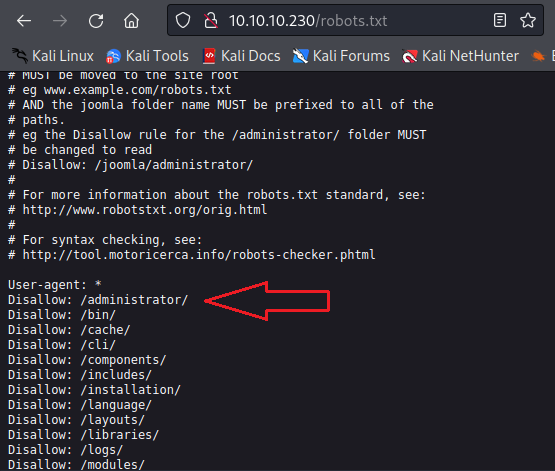 10.10.10.230/robots.txt
Kali Linux Kali Tools Kali Docs Kali Forums Kali NetHunter
# MUST be moved to the site root
# eg www.example.com/robots.txt
# AND the joomla folder name MUST be prefixed to all of the
# paths.
# eg the Disallow rule for the /administrator/ folder MUST
# be changed to read
# Disallow: /joomla/administrator/
#
# For more information about the robots.txt standard, see:
# http://www.robotstxt.org/orig.html
#
# For syntax checking, see:
# http://tool.motoricerca.info/robots-checker.phtml
User-agent: *
Disallow: /administrator/
Disallow: /bin/
Disallow: /cache/
Disallow: /cli/
Disallow: /components/
Disallow: /includes/
Disallow: /installation/
Disallow: /language/
Disallow: /layouts/
Disallow: /libraries/
Disallow: /logs/
Disallow: /modules/